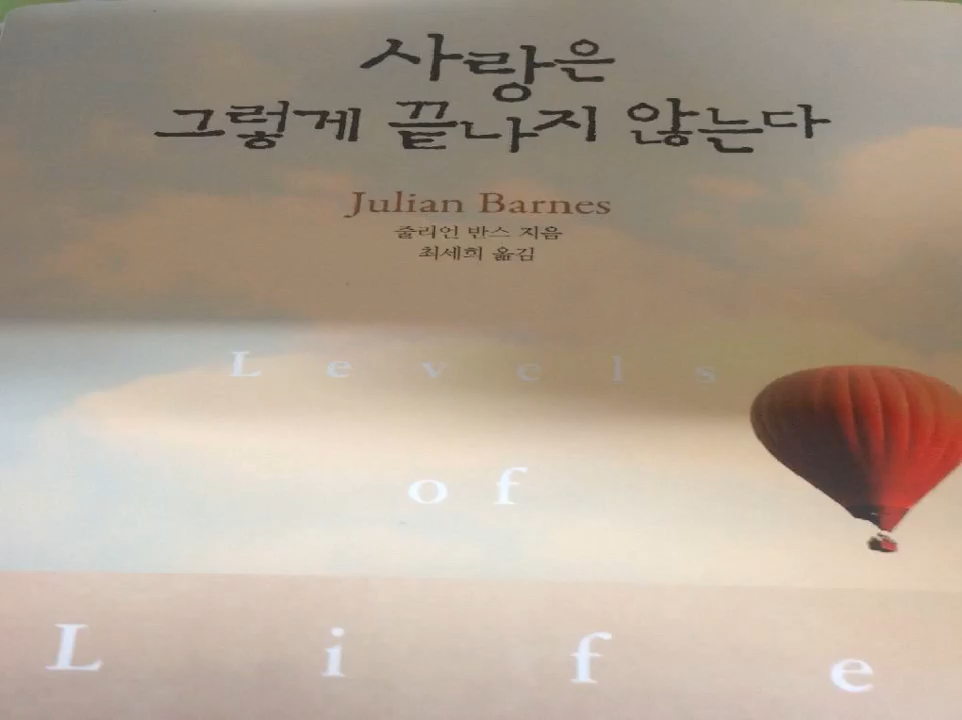 사랑은
그렇게 끝나지 않는다
Julian Barnes
줄리언 반스 지음
최세희 옮김
Levels
of
Life